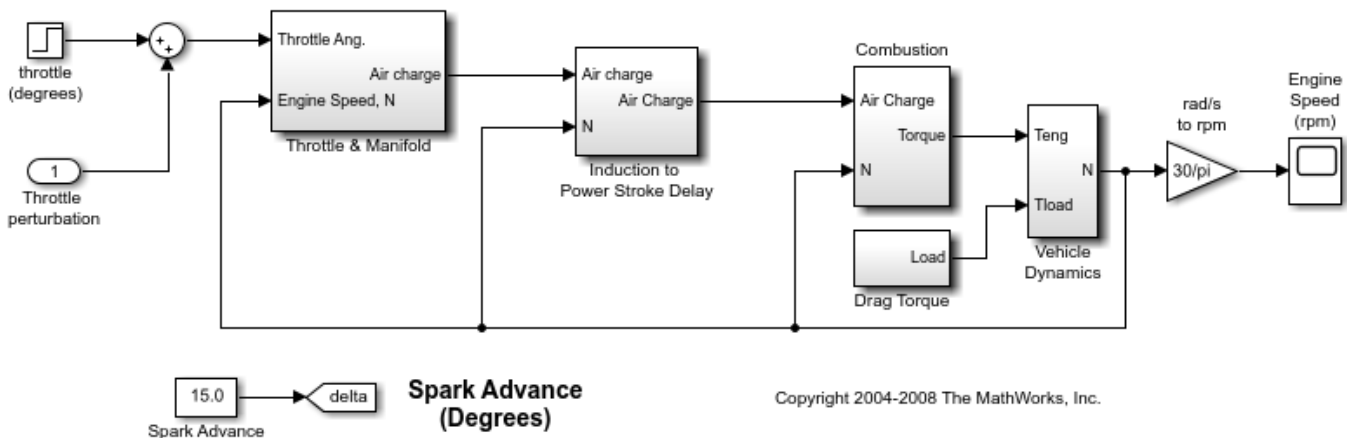 throttle
(degrees)
1
Throttle
perturbation
Throttle Ang.
Air charge
Engine Speed, N
Throttle & Manifold
Air charge
Air Charge
N
Induction to
Power Stroke Delay
Combustion
Air Charge
Torque
N
Load
Drag Torque
Teng
N
Tload
Vehicle
Dynamics
rad/s
to rpm
30/pi
Engine
Speed
(rpm)
15.0
Spark Advance
delta
Spark Advance
(Degrees)
Copyright 2004-2008 The MathWorks, Inc.